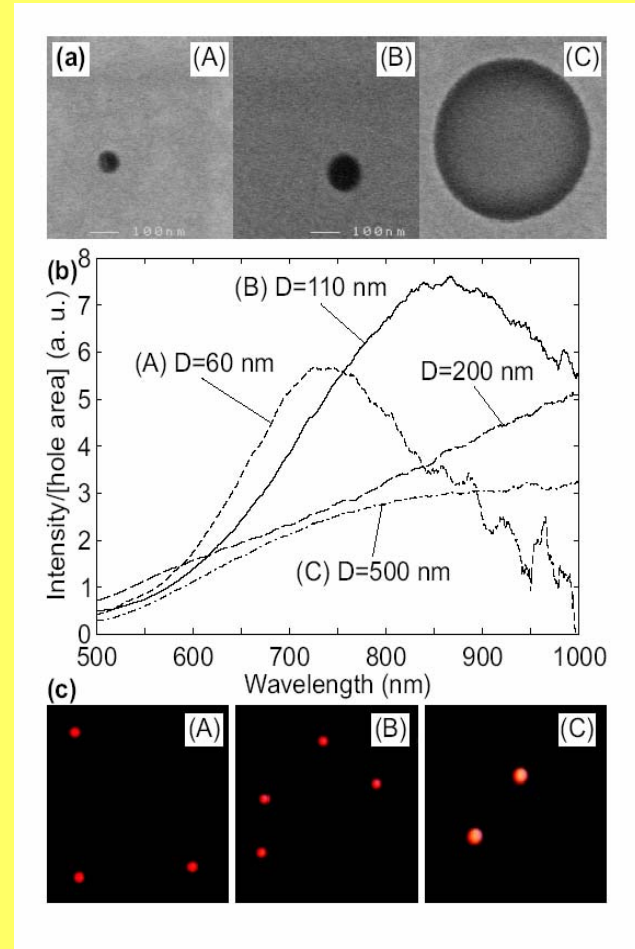 (a) (A) (B) (C)
100nm 100nm
(b)
8
7
6
5
4
3
2
1
0
Intensity/[hole area] (a. u.)
(B) D=110 nm
(A) D=60 nm
D=200 nm
(C) D=500 nm
500 600 700 800 900 1000
Wavelength (nm)
(c)
(A) (B) (C)